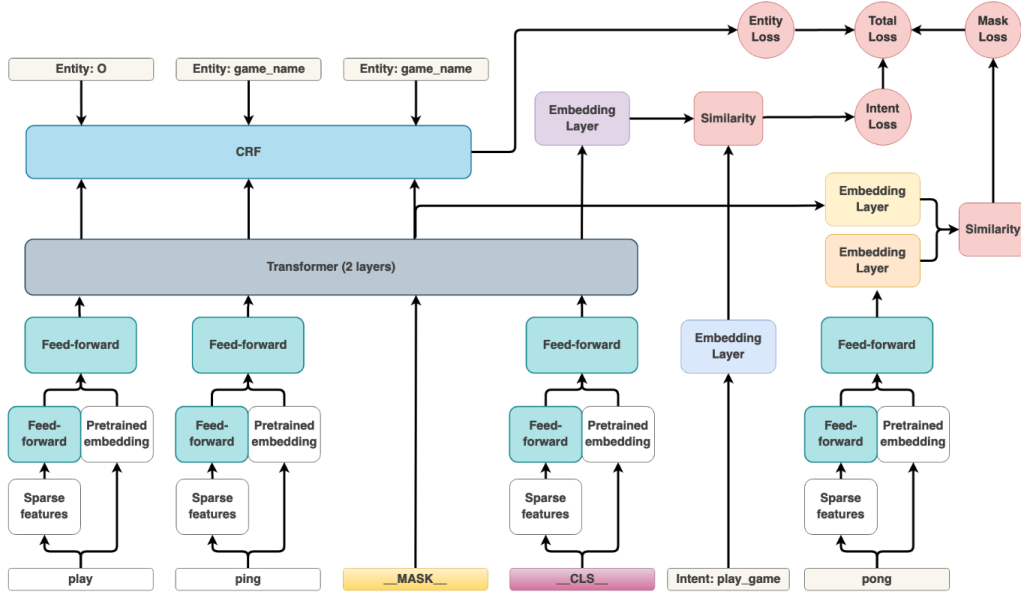 Entity
Loss
Total
Loss
Mask
Loss
Entity: O
Entity: game_name
Entity: game_name
Embedding
Layer
Similarity
Intent
Loss
CRF
Embedding
Layer
Similarity
Embedding
Layer
Transformer (2 layers)
Feed-forward
Feed-forward
Feed-forward
Embedding
Layer
Feed-forward
Feed-
forward
Pretrained
embedding
Feed-
forward
Pretrained
embedding
Feed-
forward
Pretrained
embedding
Feed-
forward
Pretrained
embedding
Sparse
features
Sparse
features
Sparse
features
Sparse
features
play
ping
__MASK__
__CLS__
Intent: play_game
pong